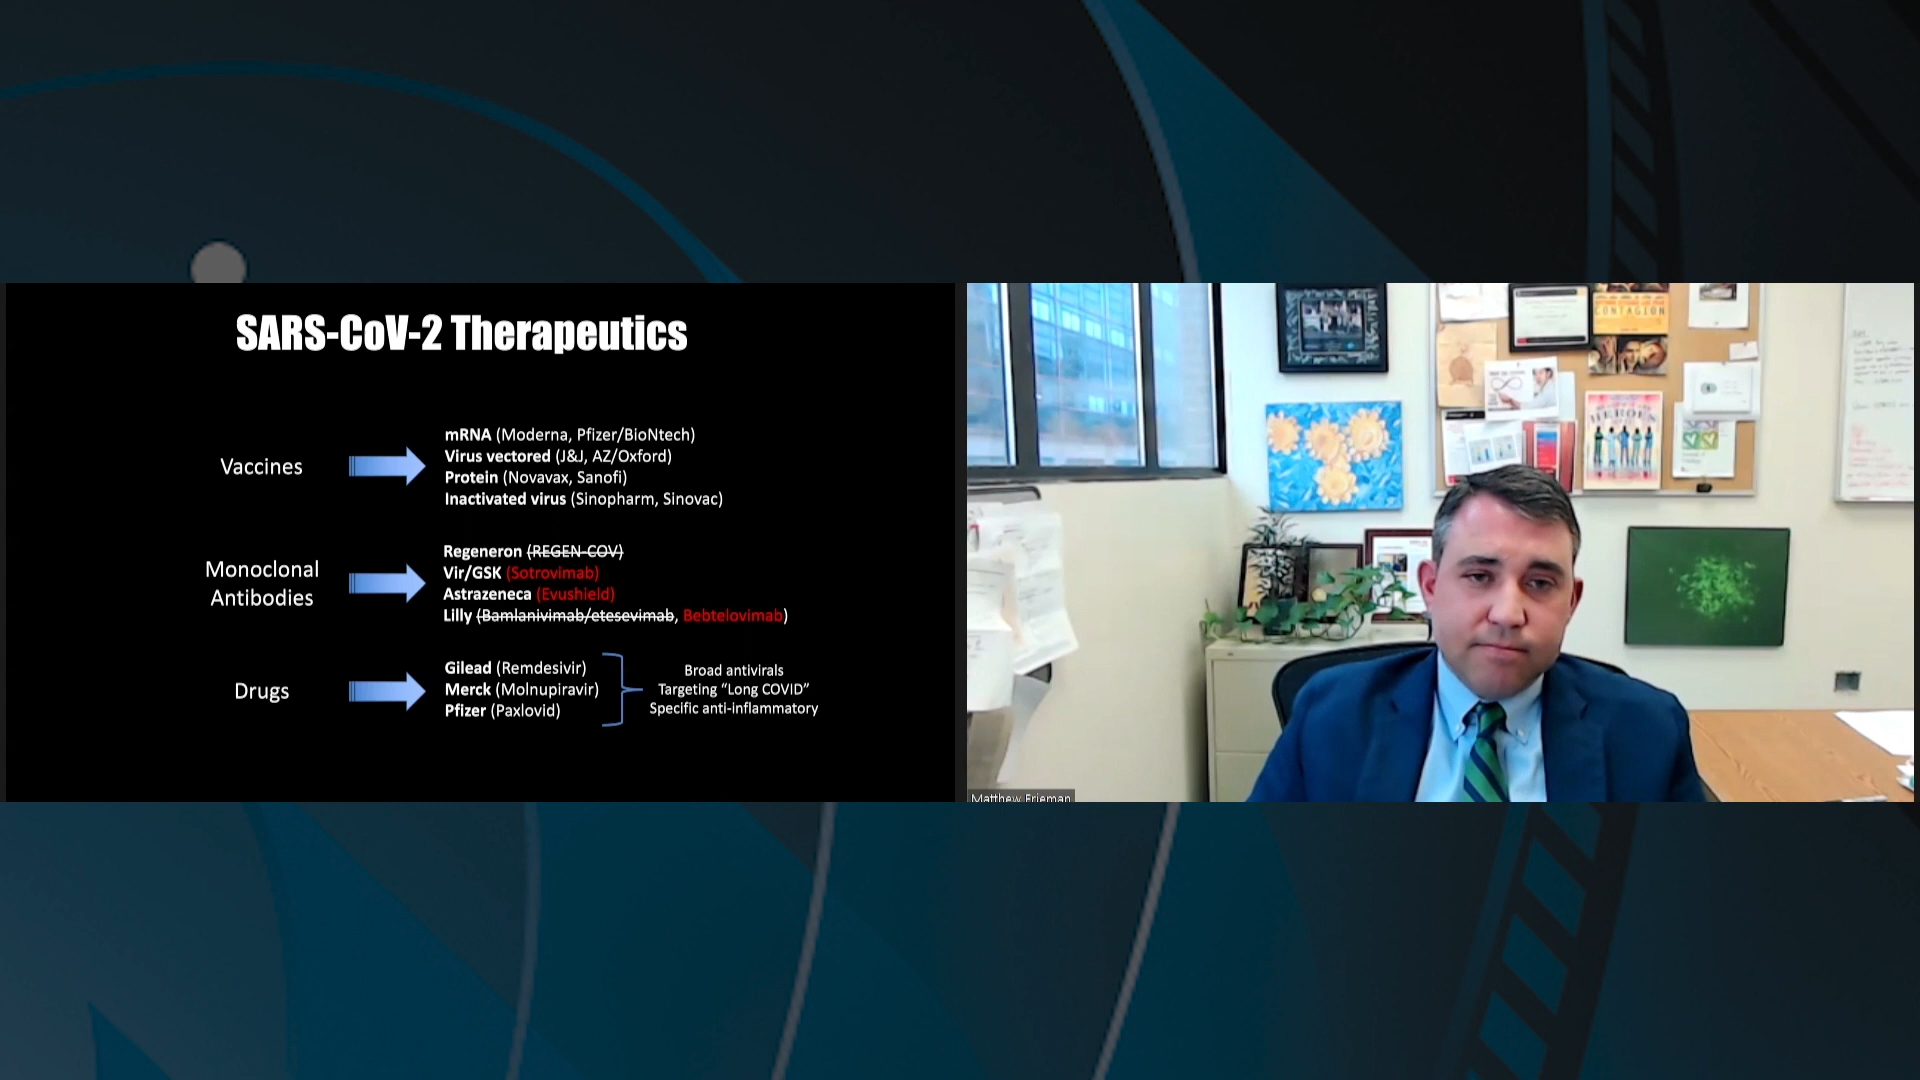 SARS-CoV-2 Therapeutics
Vaccines
mRNA (Moderna, Pfizer/BioNtech)
Virus vectored (J&J, AZ/Oxford)
Protein (Novavax, Sanofi)
Inactivated virus (Sinopharm, Sinovac)
Monoclonal
Antibodies
Regeneron (REGEN-COV)
Vir/GSK (Sotrovimab)
Astrazeneca (Evushield)
Lilly (Bamlanivimab/etesevimab, Bebtelovimab)
Drugs
Gilead (Remdesivir)
Merck (Molnupiravir)
Pfizer (Paxlovid)
Broad antivirals
Targeting “Long COVID”
Specific anti-inflammatory
CONTAGION
HEROES
Matthew Frieman